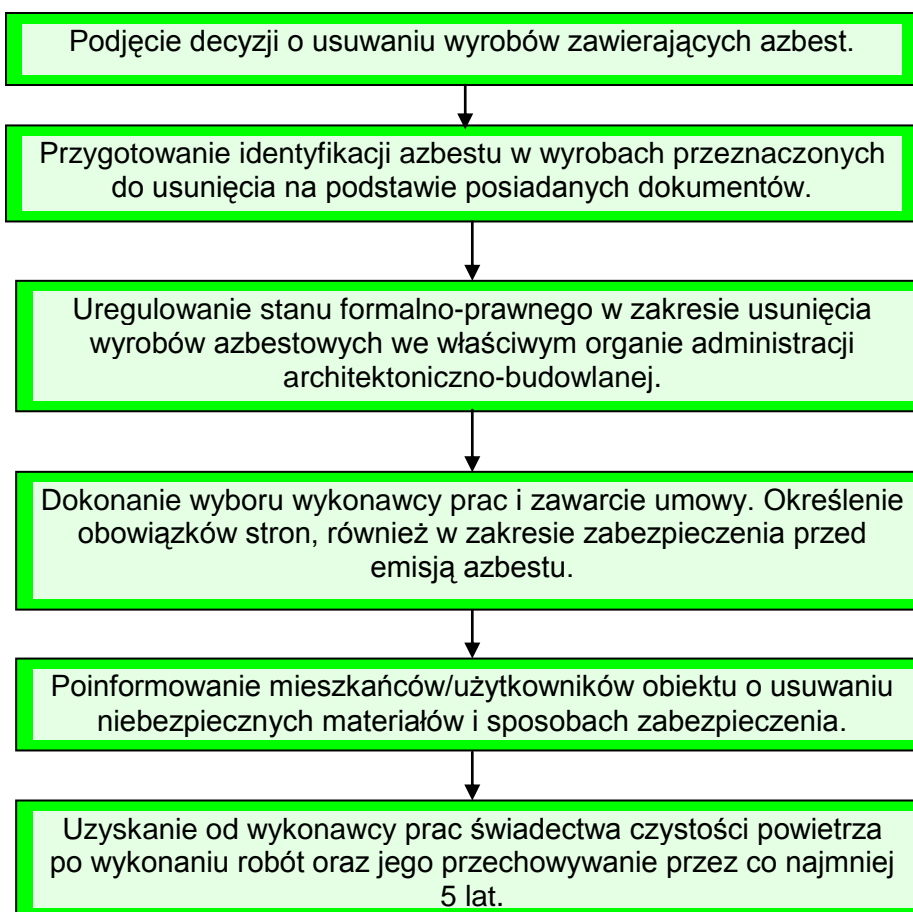 Podjęcie decyzji o usuwaniu wyrobów zawierających azbest.
Przygotowanie identyfikacji azbestu w wyrobach przeznaczonych
do usunięcia na podstawie posiadanych dokumentów.
Uregulowanie stanu formalno-prawnego w zakresie usunięcia
wyrobów azbestowych we właściwym organie administracji
architektoniczno-budowlanej.
Dokonanie wyboru wykonawcy prac i zawarcie umowy. Określenie
obowiązków stron, również w zakresie zabezpieczenia przed
emisją azbestu.
Poinformowanie mieszkańców/użytkowników obiektu o usuwaniu
niebezpiecznych materiałów i sposobach zabezpieczenia.
Uzyskanie od wykonawcy prac świadectwa czystości powietrza
po wykonaniu robót oraz jego przechowywanie przez co najmniej
5 lat.